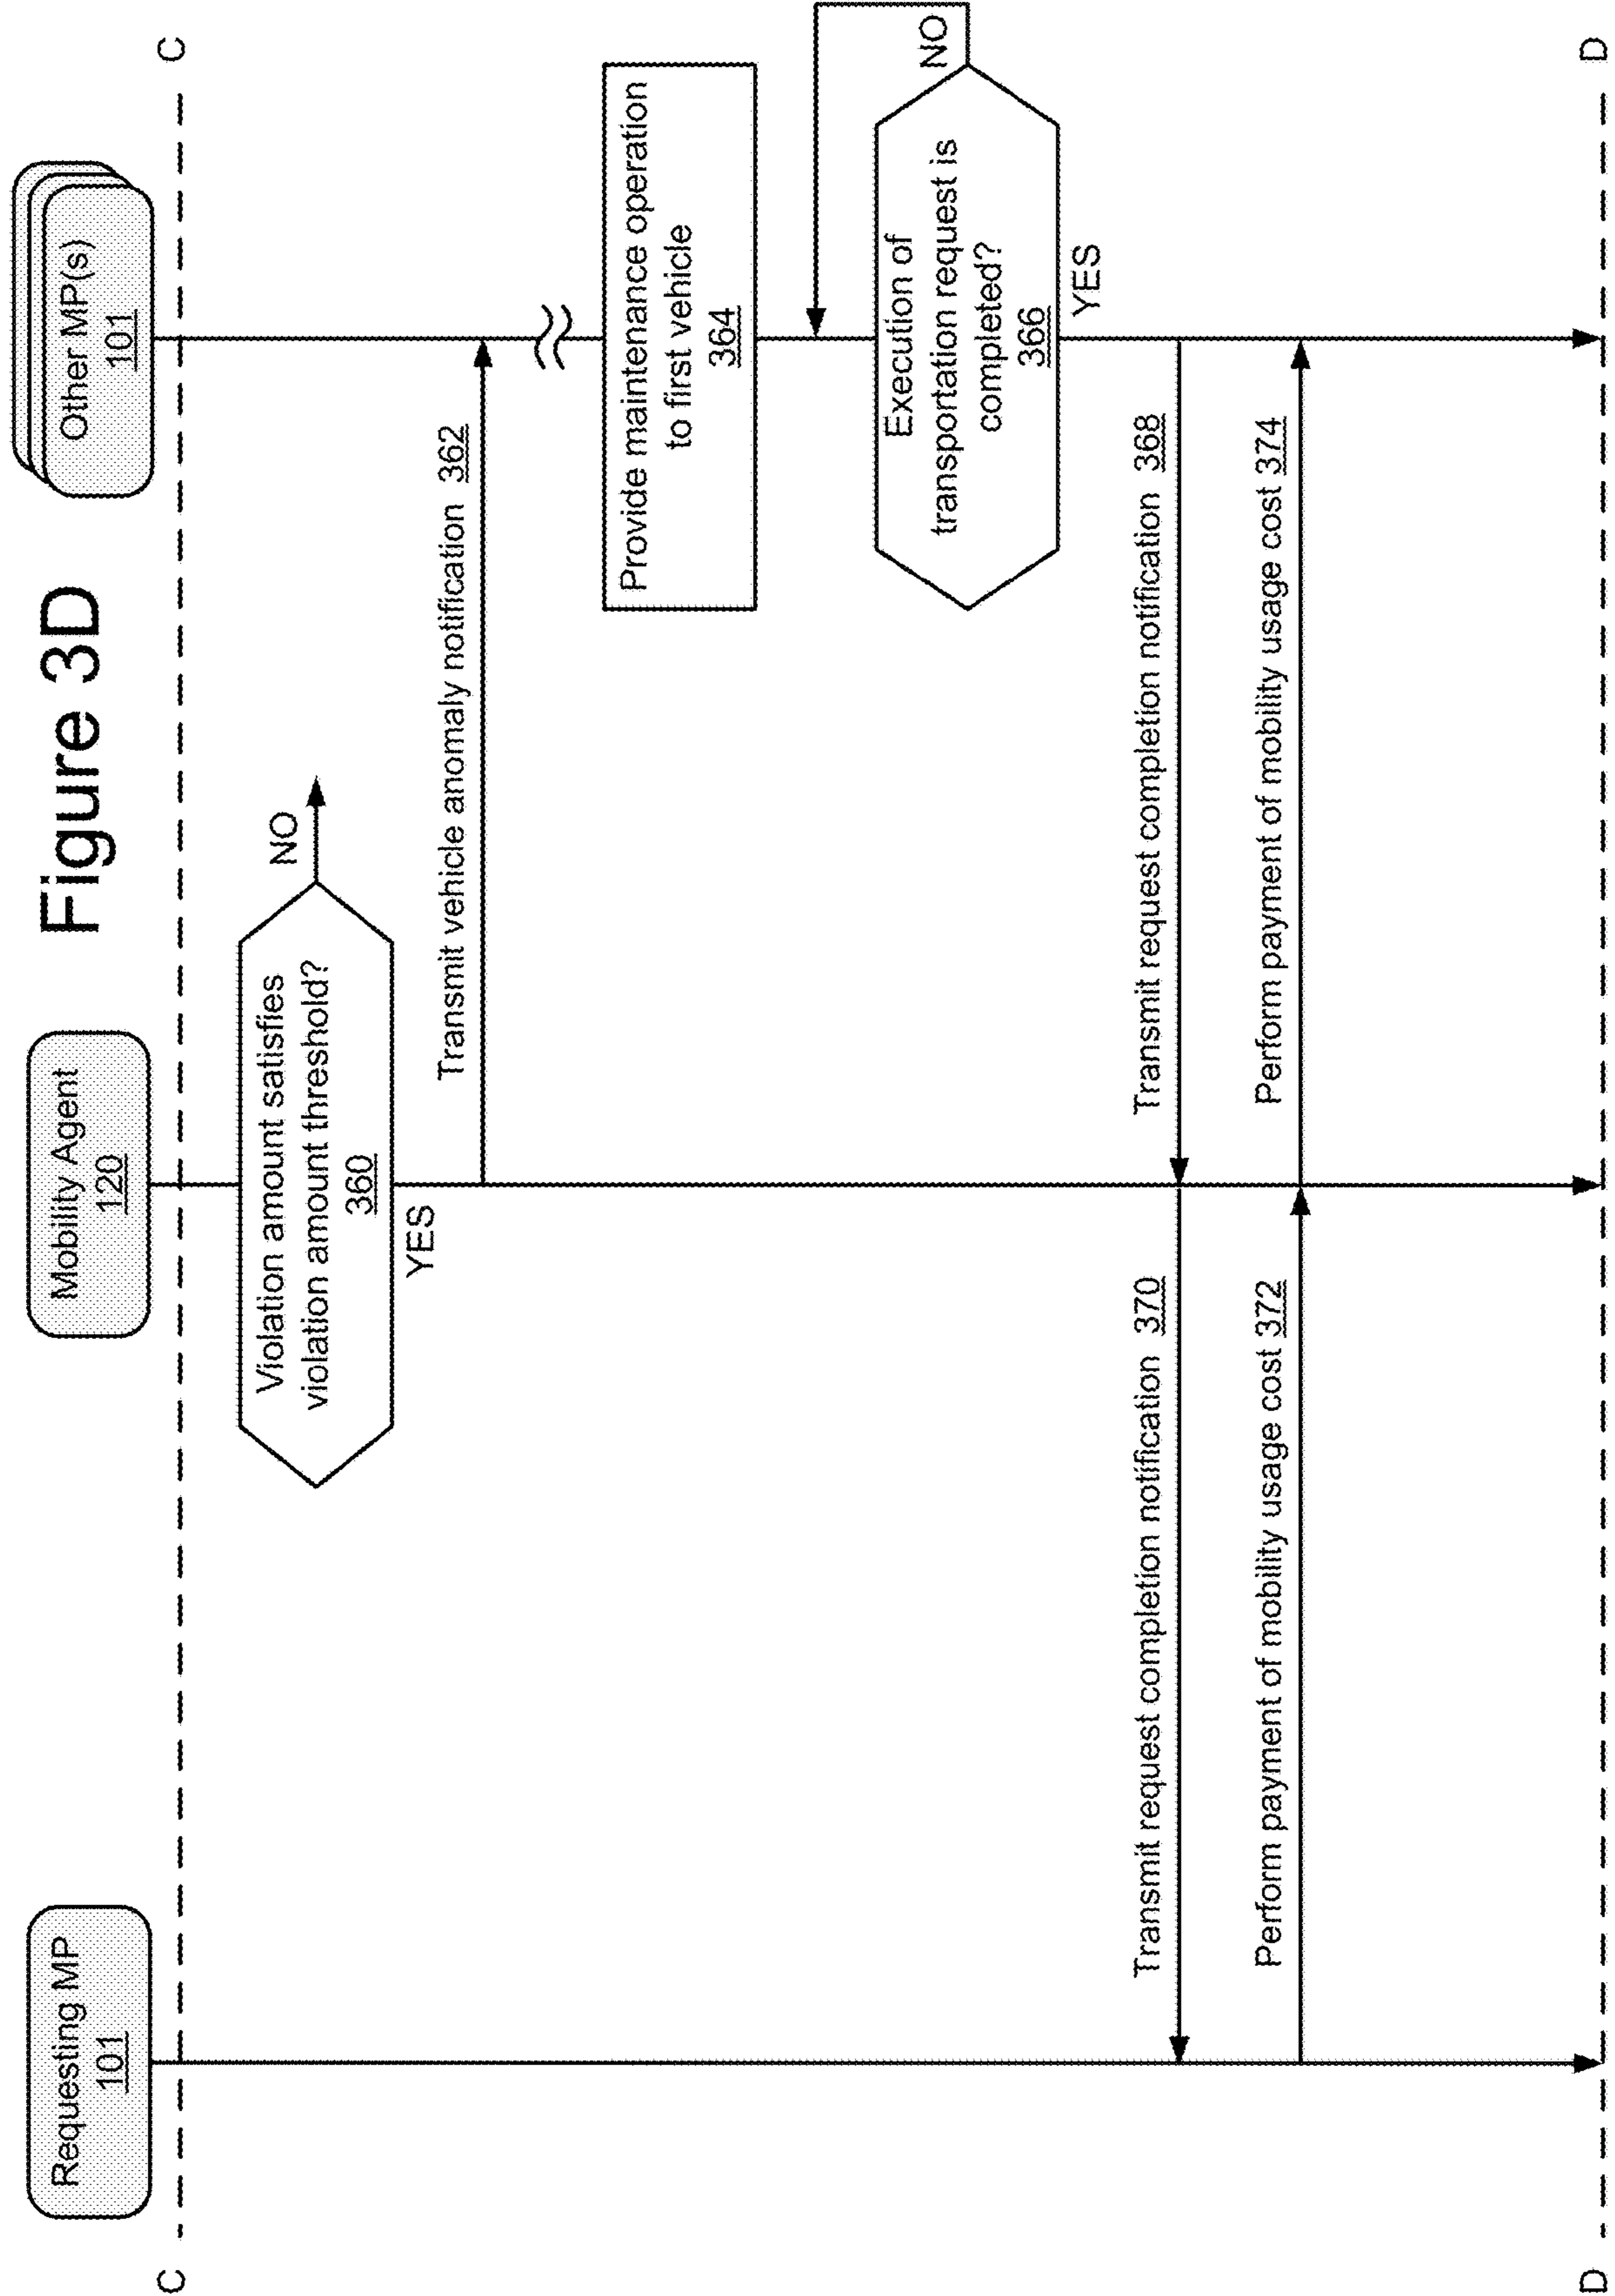 Figure 3D
Requesting MP
101
Mobility Agent
120
Other MP(s)
101
C
C
Violation amount satisfies
violation amount threshold?
360
NO
YES
Transmit vehicle anomaly notification 362
Provide maintenance operation
to first vehicle
364
Execution of
transportation request is
completed?
366
NO
YES
Transmit request completion notification 370
Transmit request completion notification 368
Perform payment of mobility usage cost 372
Perform payment of mobility usage cost 374
D
D